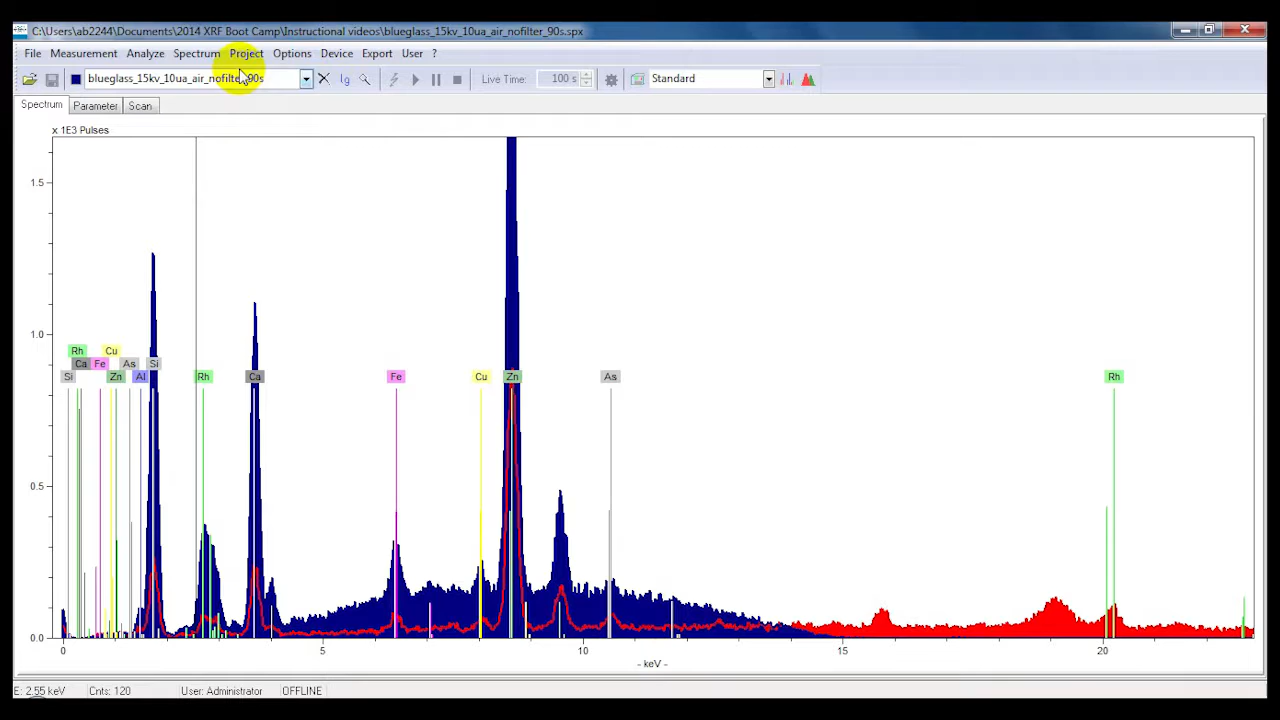 C:\Users\ab2244\Documents\2014 XRF Boot Camp\Instructional videos\blueglass_15kv_10ua_air_nofilter_90s.spx
File Measurement Analyze Spectrum Project Options Device Export User ?
blueglass_15kv_10ua_air_nofilter_90s lg Live Time: 100 s Standard
Spectrum Parameter Scan
x 1E3 Pulses
1.5
1.0
Rh Cu
Ca Fe As Si
Si Zn Al Rh Ca Fe Cu Zn As Rh
0.5
0.0
0 5 10 15 20
- keV -
E: 2.55 keV Cnts: 120 User: Administrator OFFLINE